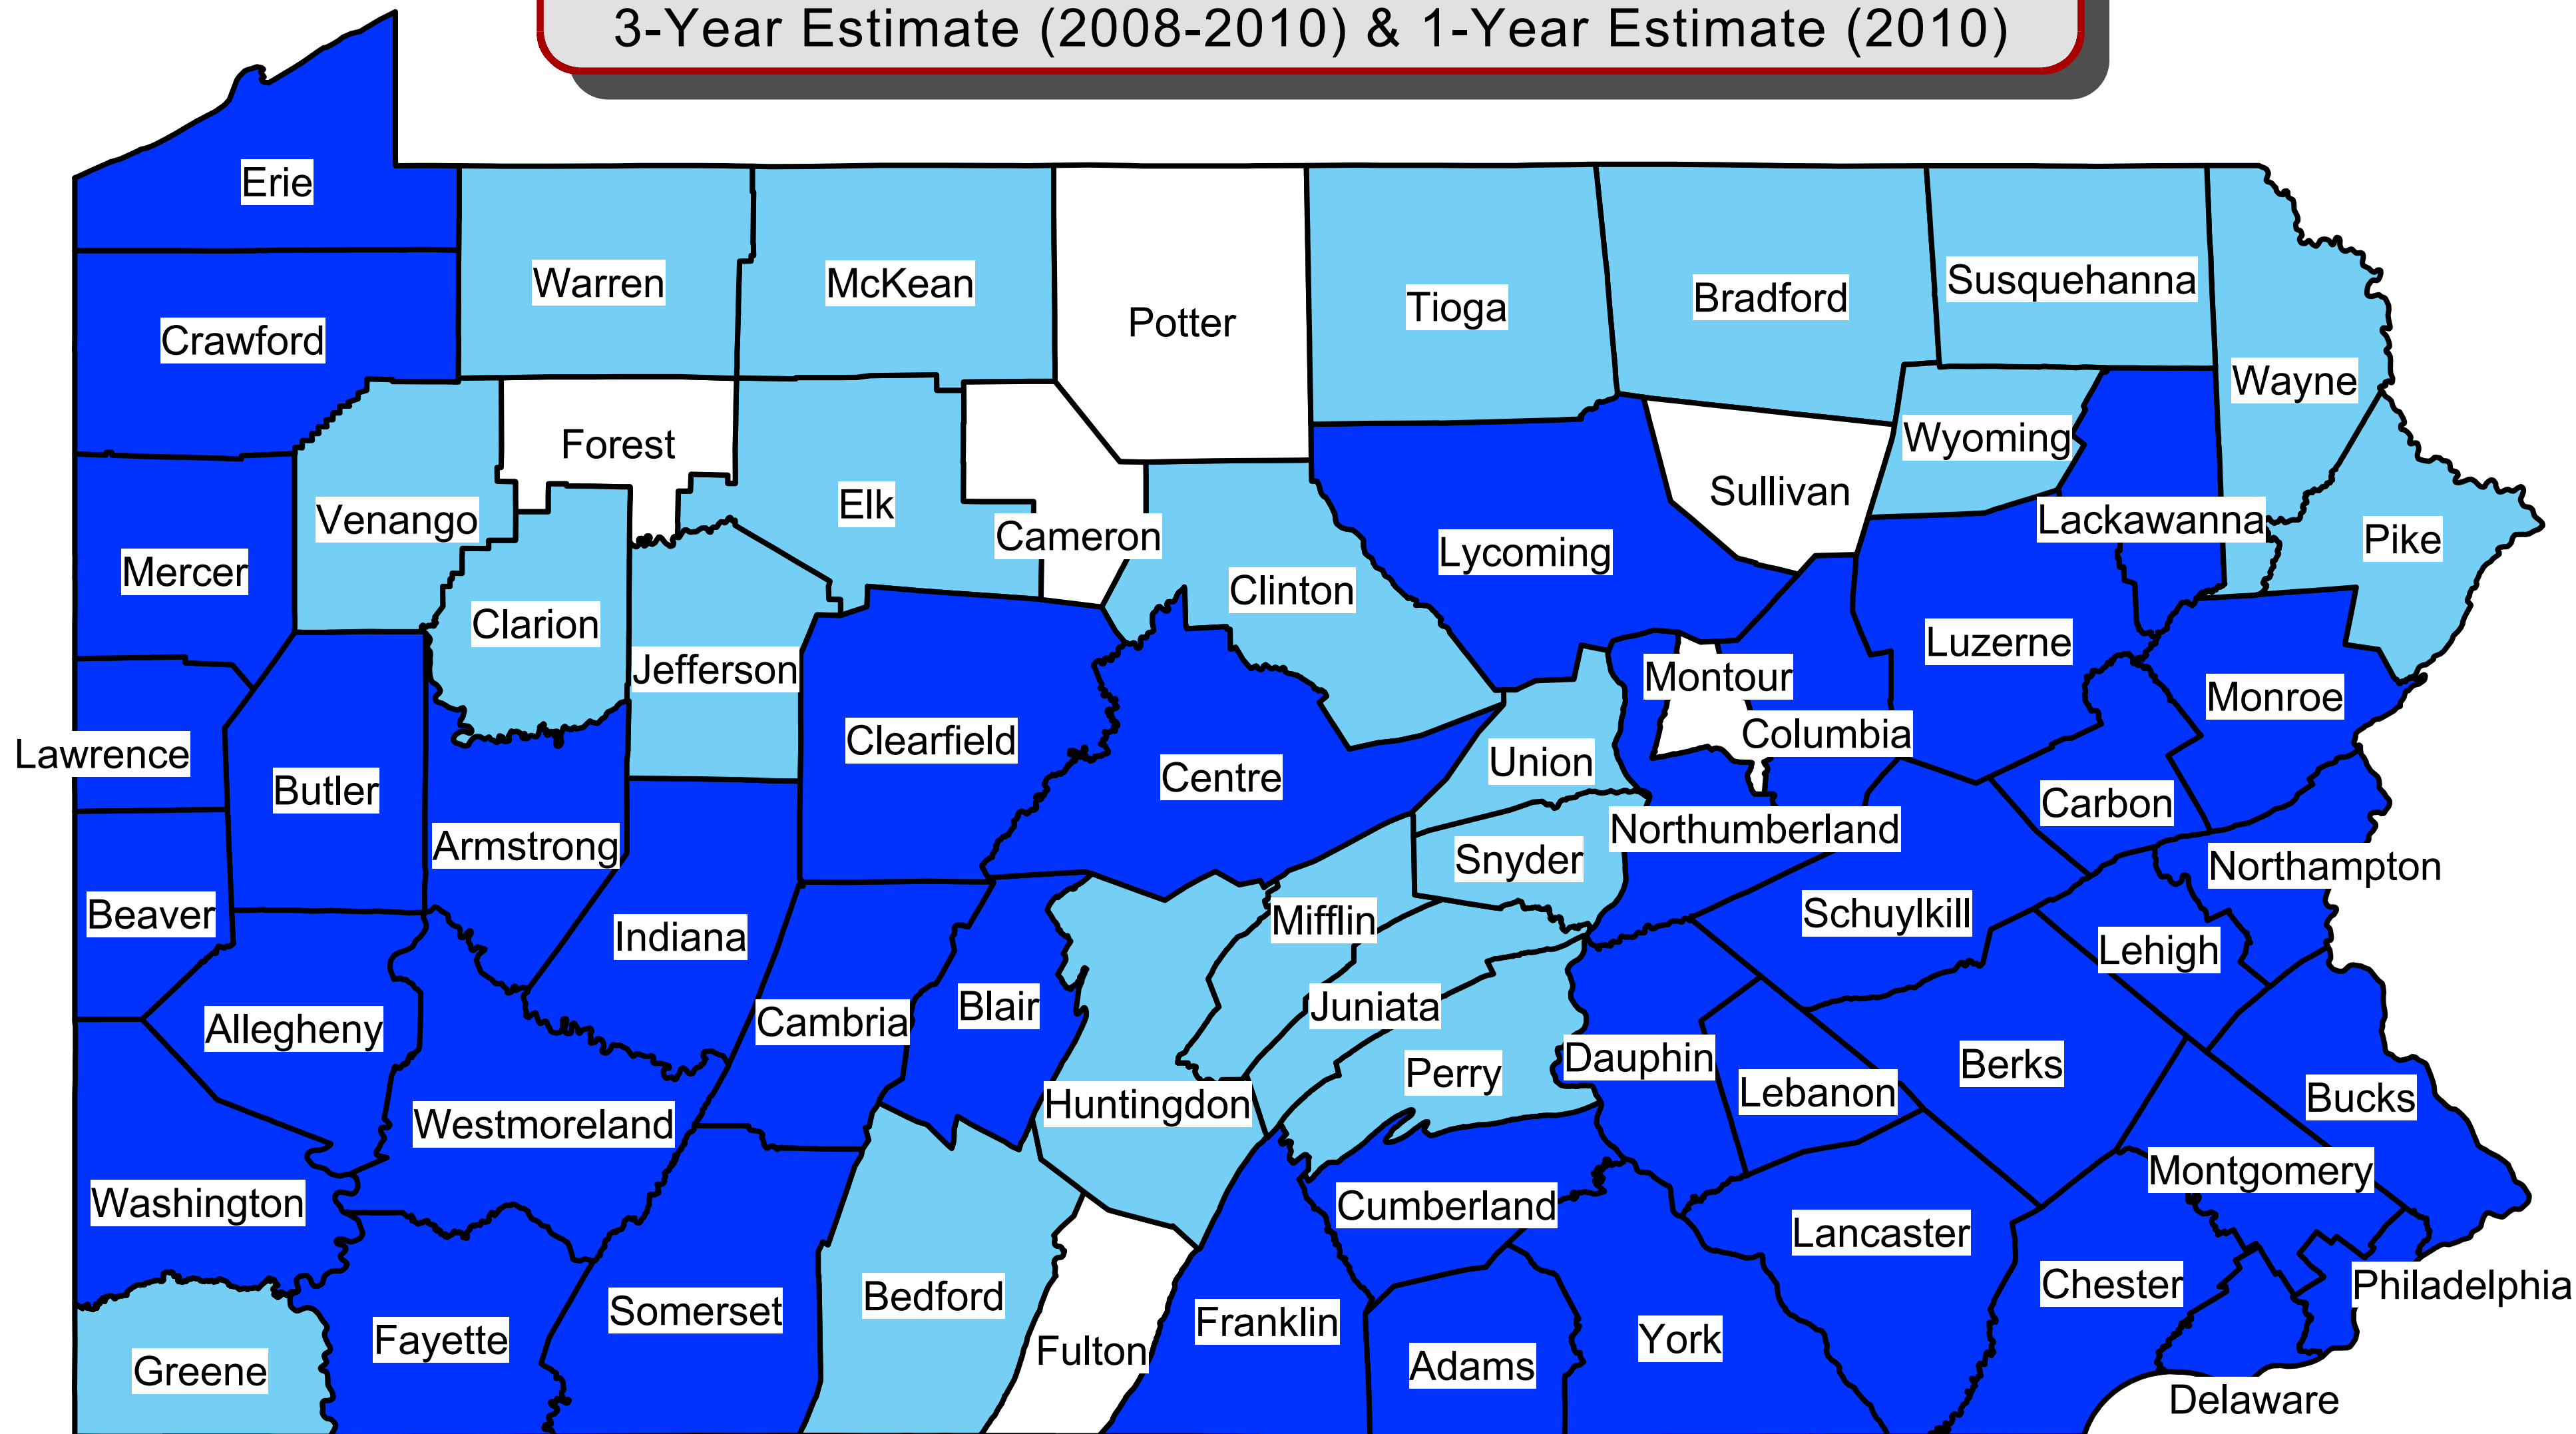 3-Year Estimate (2008-2010) & 1-Year Estimate (2010)
Erie
Warren
McKean
Potter
Tioga
Bradford
Susquehanna
Crawford
Wayne
Forest
Wyoming
Venango
Elk
Cameron
Sullivan
Lackawanna
Pike
Mercer
Lycoming
Clinton
Clarion
Luzerne
Jefferson
Montour
Monroe
Lawrence
Clearfield
Columbia
Butler
Centre
Union
Carbon
Armstrong
Northumberland
Snyder
Northampton
Beaver
Indiana
Mifflin
Schuylkill
Lehigh
Allegheny
Cambria
Blair
Juniata
Dauphin
Berks
Perry
Lebanon
Bucks
Westmoreland
Huntingdon
Montgomery
Washington
Cumberland
Lancaster
Somerset
Bedford
Chester
Philadelphia
Greene
Fayette
Fulton
Franklin
Adams
York
Delaware